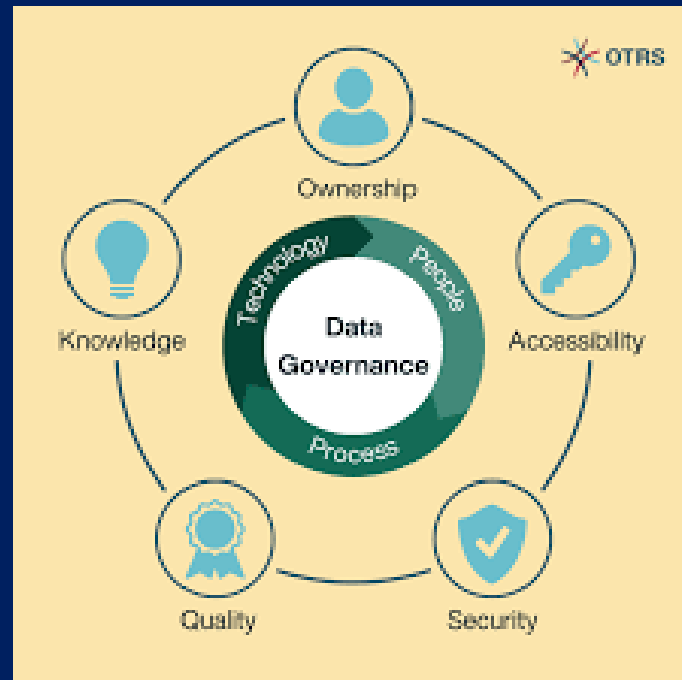 OTRS
Ownership
Technology
People
Knowledge
Data
Governance
Accessibility
Process
Quality
Security